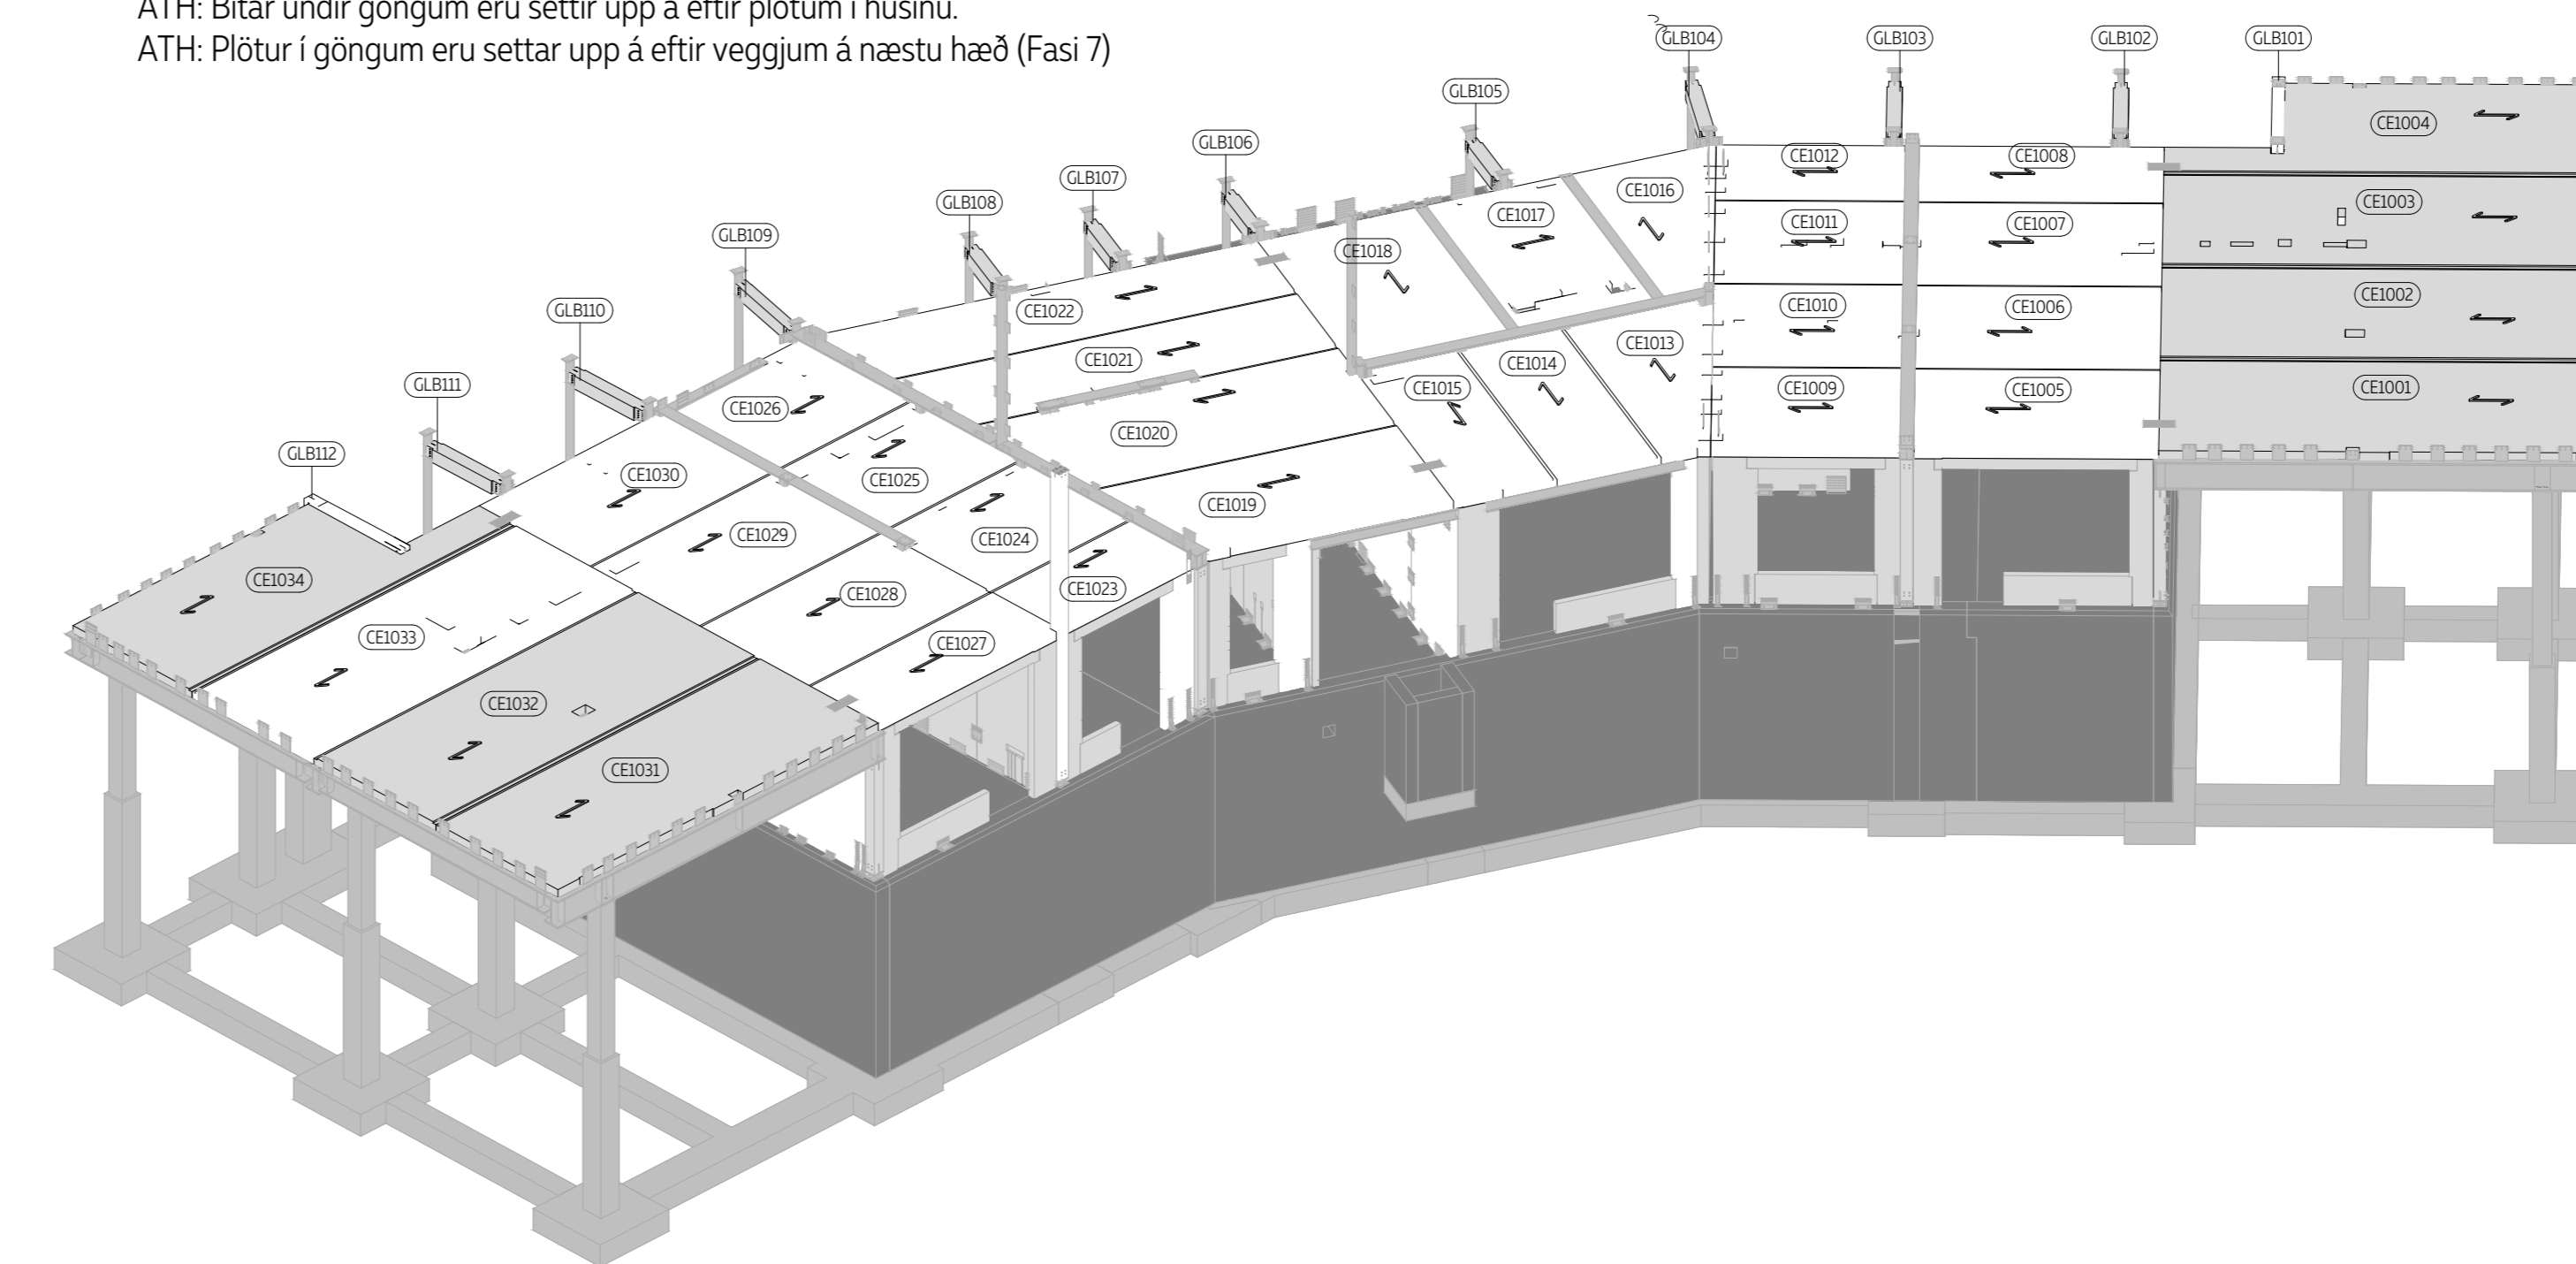 ATH: Bitar undir göngum eru settir upp á eftir plötum í húsinu.
ATH: Plötur í göngum eru settar upp á eftir veggjum á næstu hæð (Fasi 7)
GLB104
GLB103
GLB102
GLB101
GLB105
GLB106
GLB107
GLB108
GLB109
GLB110
GLB111
GLB112
CE1004
CE1012
CE1008
CE1016
CE1003
CE1017
CE1011
CE1007
CE1018
CE1002
CE1010
CE1006
CE1022
CE1013
CE1021
CE1014
CE1015
CE1009
CE1005
CE1001
CE1026
CE1020
CE1030
CE1025
CE1019
CE1029
CE1024
CE1034
CE1023
CE1028
CE1033
CE1027
CE1032
CE1031